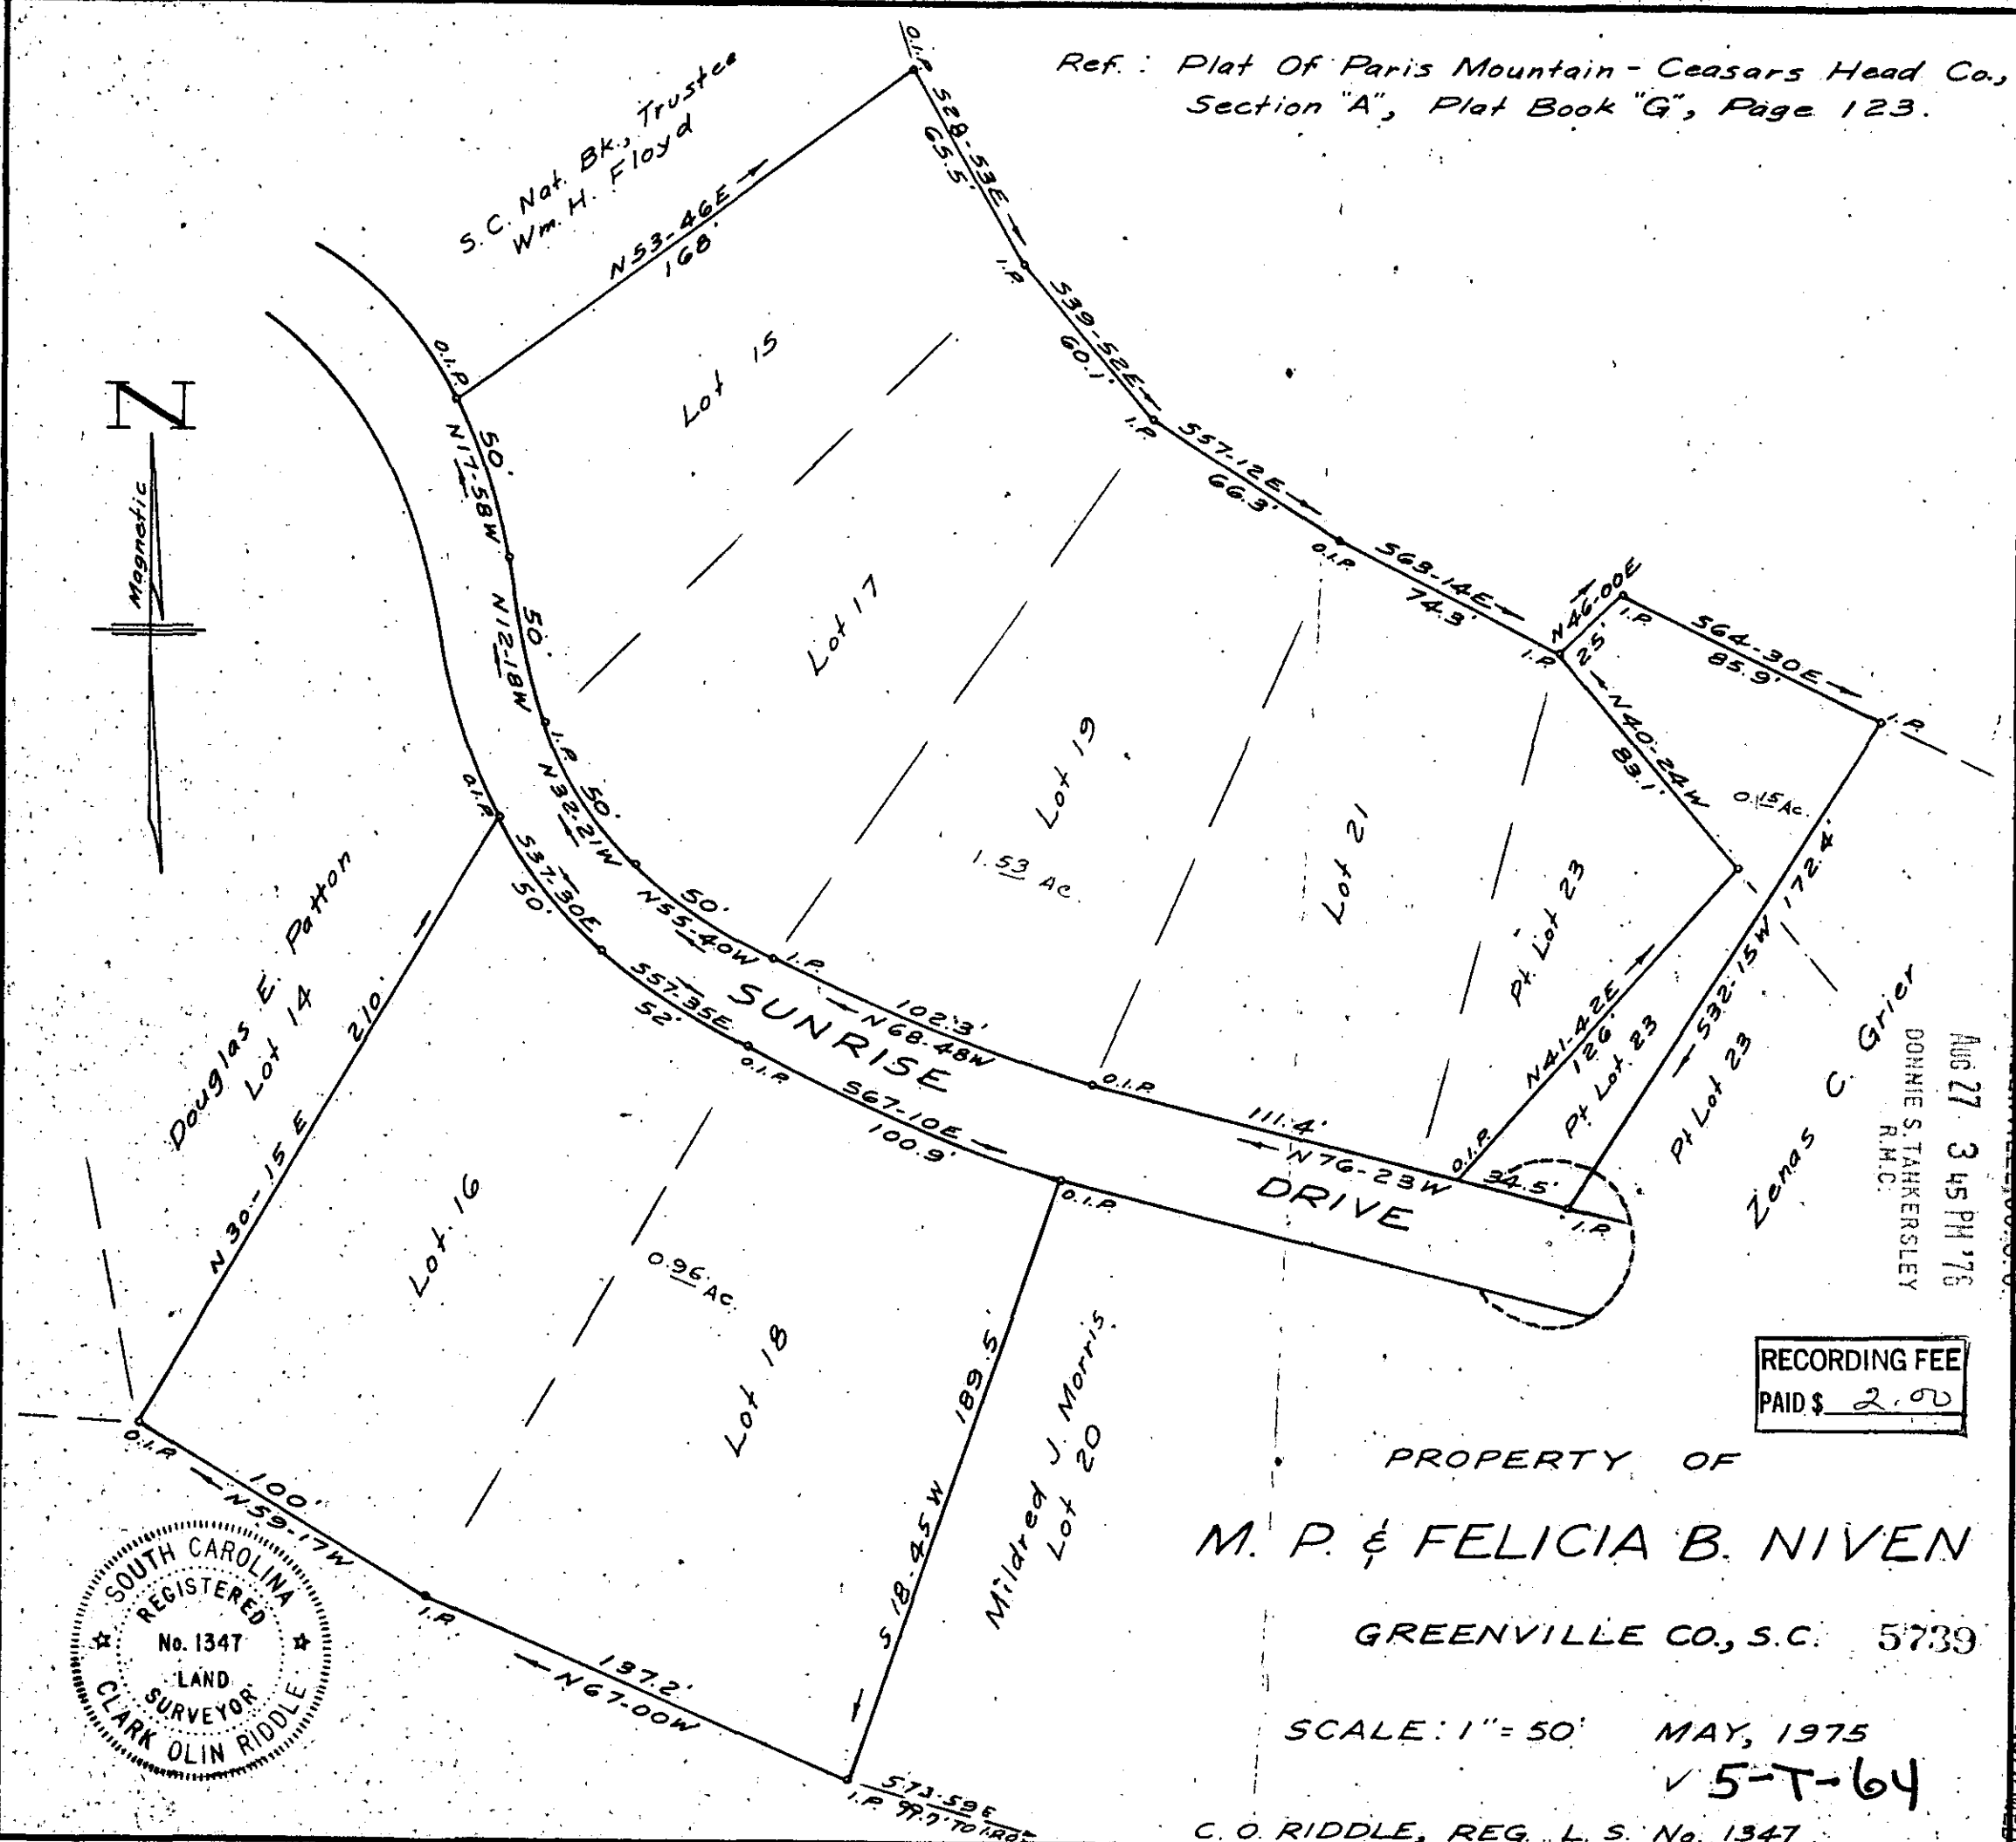 Ref. : Plat Of Paris Mountain - Ceasars Head Co.,
Section "A", Plat Book "G", Page 123.
S.C. Nat. Bk., Trustee
Wm. H. Floyd
O.I.P.
N53-46E
168'
S28-53E
65.5'
I.P.
S39-52E
60.1'
I.P.
S57-12E
66.3'
O.I.P.
S63-14E
74.3'
I.P.
N46-00E
25'
I.P.
S64-30E
85.9'
I.P.
N40-24W
83.1'
0.15 Ac.
S32-15W 172.4'
N41-42E
126'
Pt. Lot 23
Pt. Lot 23
Pt Lot 23
Zenas C. Grier
Lot 15
Lot 17
Lot 19
1.53 Ac.
Lot 21
N
Magnetic
O.I.P.
50'
N17-58W
50'
N12-18W
I.P.
50'
N32-21W
50'
N55-40W
I.P.
102.3'
N68-48W
O.I.P.
111.4'
N76-23W
O.I.P.
34.5'
I.P.
SUNRISE
DRIVE
O.I.P.
S37-30E
50'
S57-35E
52'
O.I.P.
S67-10E
100.9'
O.I.P.
Douglas E. Patton
Lot 14
N 30-15 E 210'
Lot 16
0.96 Ac.
Lot 18
S 18-45 W 189.5'
Mildred J. Morris
Lot 20
O.I.P.
100'
N59-17W
I.P.
137.2'
N67-00W
I.P.
S73-59E
99.7' TO
AUG 27 3 45 PM '76
DONNIE S. TANKERSLEY
R.M.C.
RECORDING FEE
PAID $ 2.00
PROPERTY OF
M. P. & FELICIA B. NIVEN
GREENVILLE CO., S.C. 5739
SCALE: 1" = 50' MAY, 1975
✓ 5-T-64
C. O. RIDDLE, REG. L. S. No. 1347
SOUTH CAROLINA
REGISTERED
No. 1347
LAND
SURVEYOR
CLARK OLIN RIDDLE